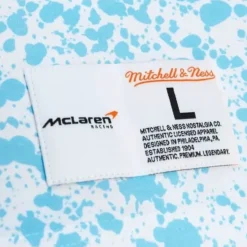 Mitchell & Ness
McLaren
RACING
L
MITCHELL & NESS NOSTALGIA CO.
AUTHENTIC LICENSED APPAREL
DESIGNED IN PHILADELPHIA, PA
ESTABLISHED 1904
AUTHENTIC. PREMIUM. LEGENDARY.